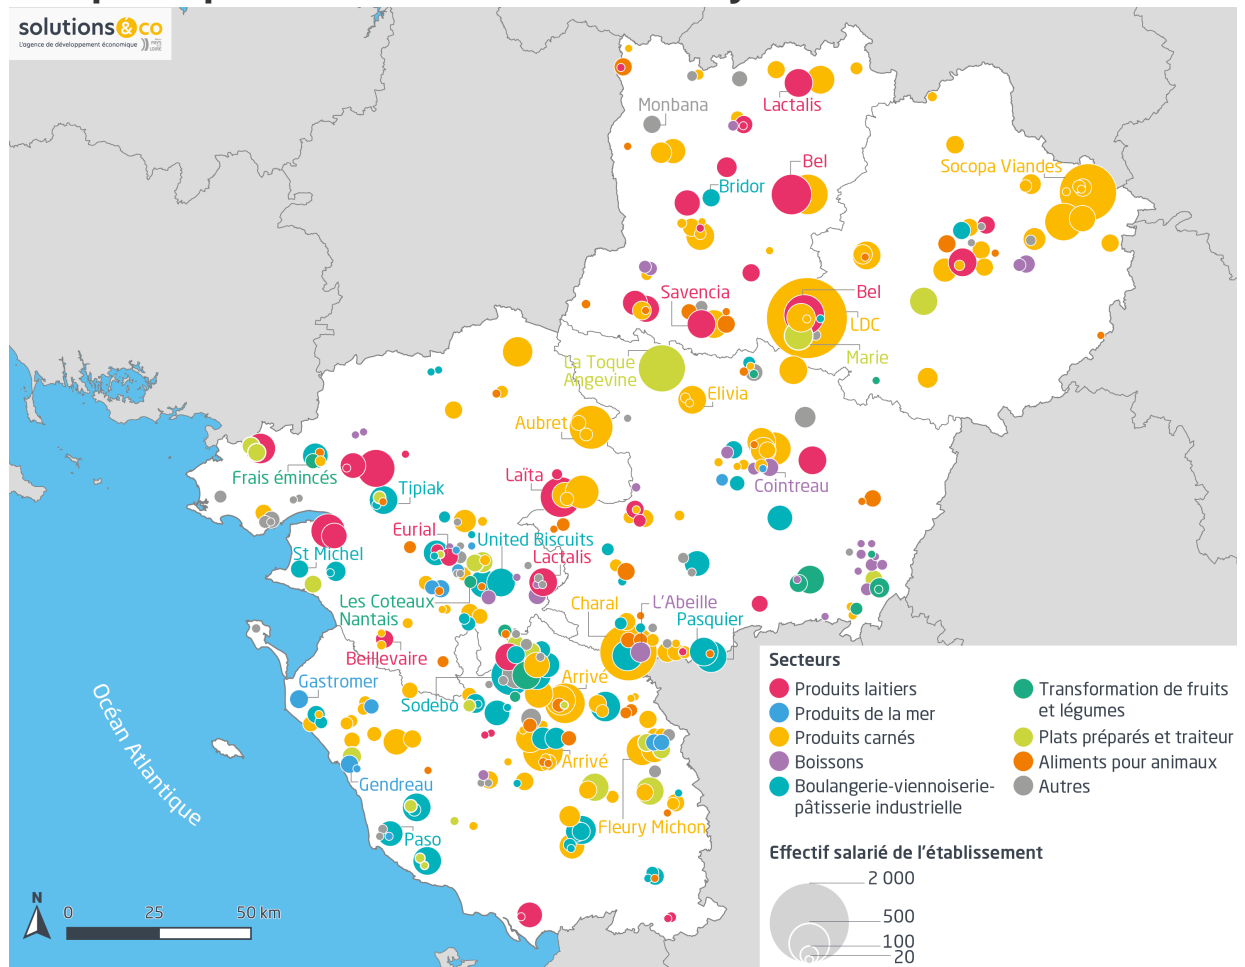 solutions&co
L'agence de développement économique
Monbana
Lactalis
Bel
Bridor
Socopa Viandes
Savencia
Bel
LDC
Marie
La Toque
Angevine
Elivia
Aubret
Frais émincés
Tipiak
Laïta
Cointreau
Eurial
United Biscuits
St Michel
Lactalis
Les Coteaux
Nantais
Charal
L'Abeille
Pasquier
Beillevaire
Gastromer
Sodebo
Arrivé
Arrivé
Gendreau
Fleury Michon
Paso
Océan Atlantique
N
0 25 50 km
Secteurs
Produits laitiers
Produits de la mer
Produits carnés
Boissons
Boulangerie-viennoiserie-
pâtisserie industrielle
Transformation de fruits
et légumes
Plats préparés et traiteur
Aliments pour animaux
Autres
Effectif salarié de l'établissement
2 000
500
100
20